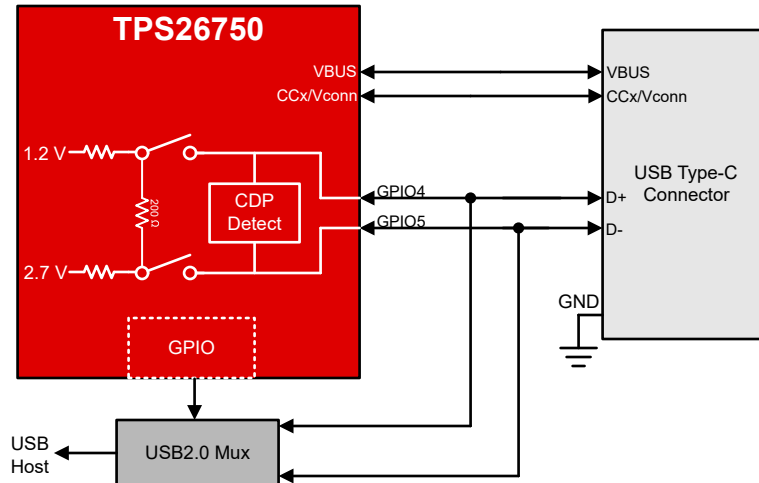 TPS26750
VBUS
CCx/Vconn
VBUS
CCx/Vconn
1.2 V
200 Ω
CDP
Detect
2.7 V
GPIO4
GPIO5
D+
D-
USB Type-C
Connector
GND
GPIO
USB2.0 Mux
USB
Host